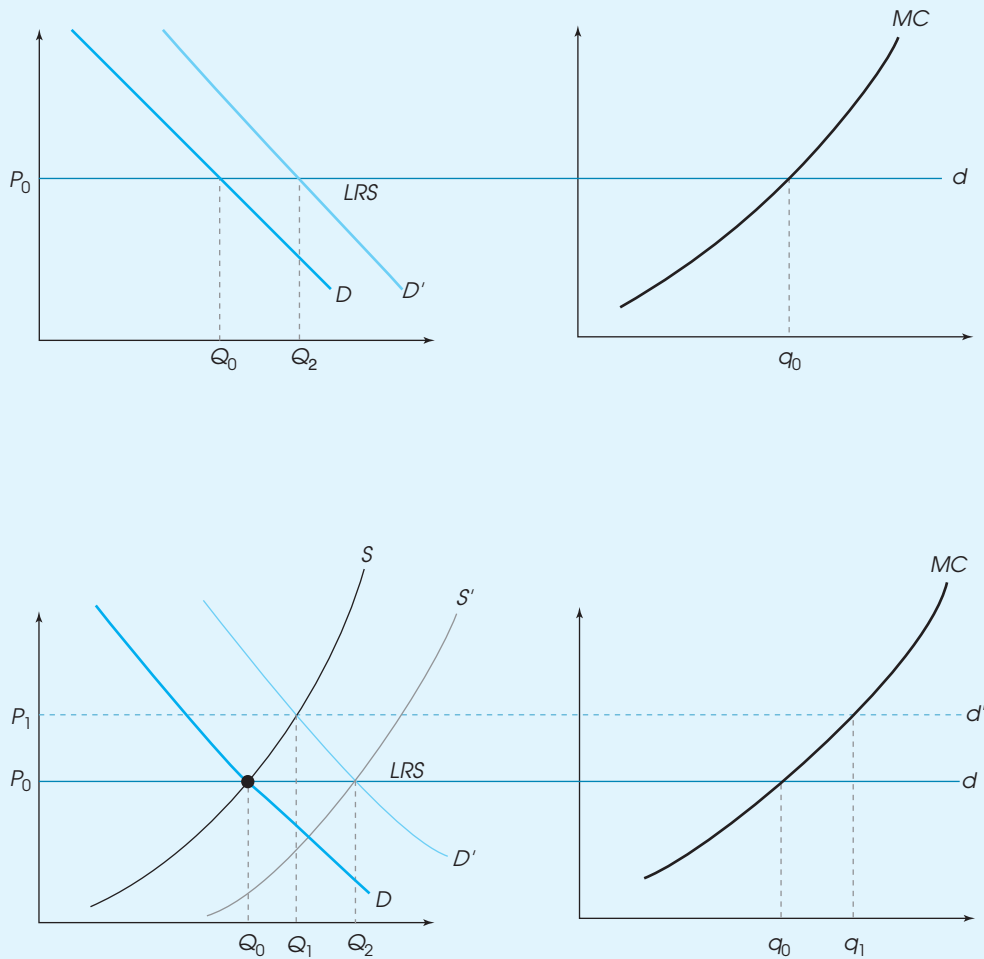 MC
P₀
LRS
d
D
D'
Q₀
Q₂
q₀
S
MC
S'
P₁
d'
P₀
LRS
d
D'
D
Q₀
Q₁
Q₂
q₀
q₁